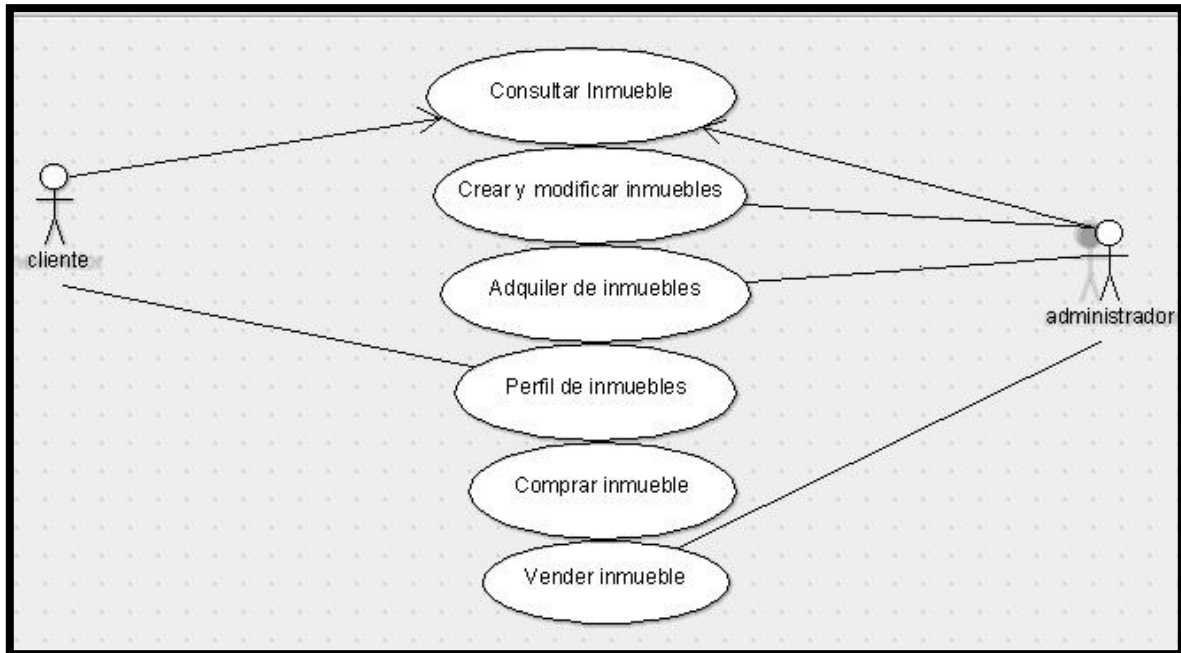 Consultar Inmueble
Crear y modificar inmuebles
cliente
Adquiler de inmuebles
administrador
Perfil de inmuebles
Comprar inmueble
Vender inmueble